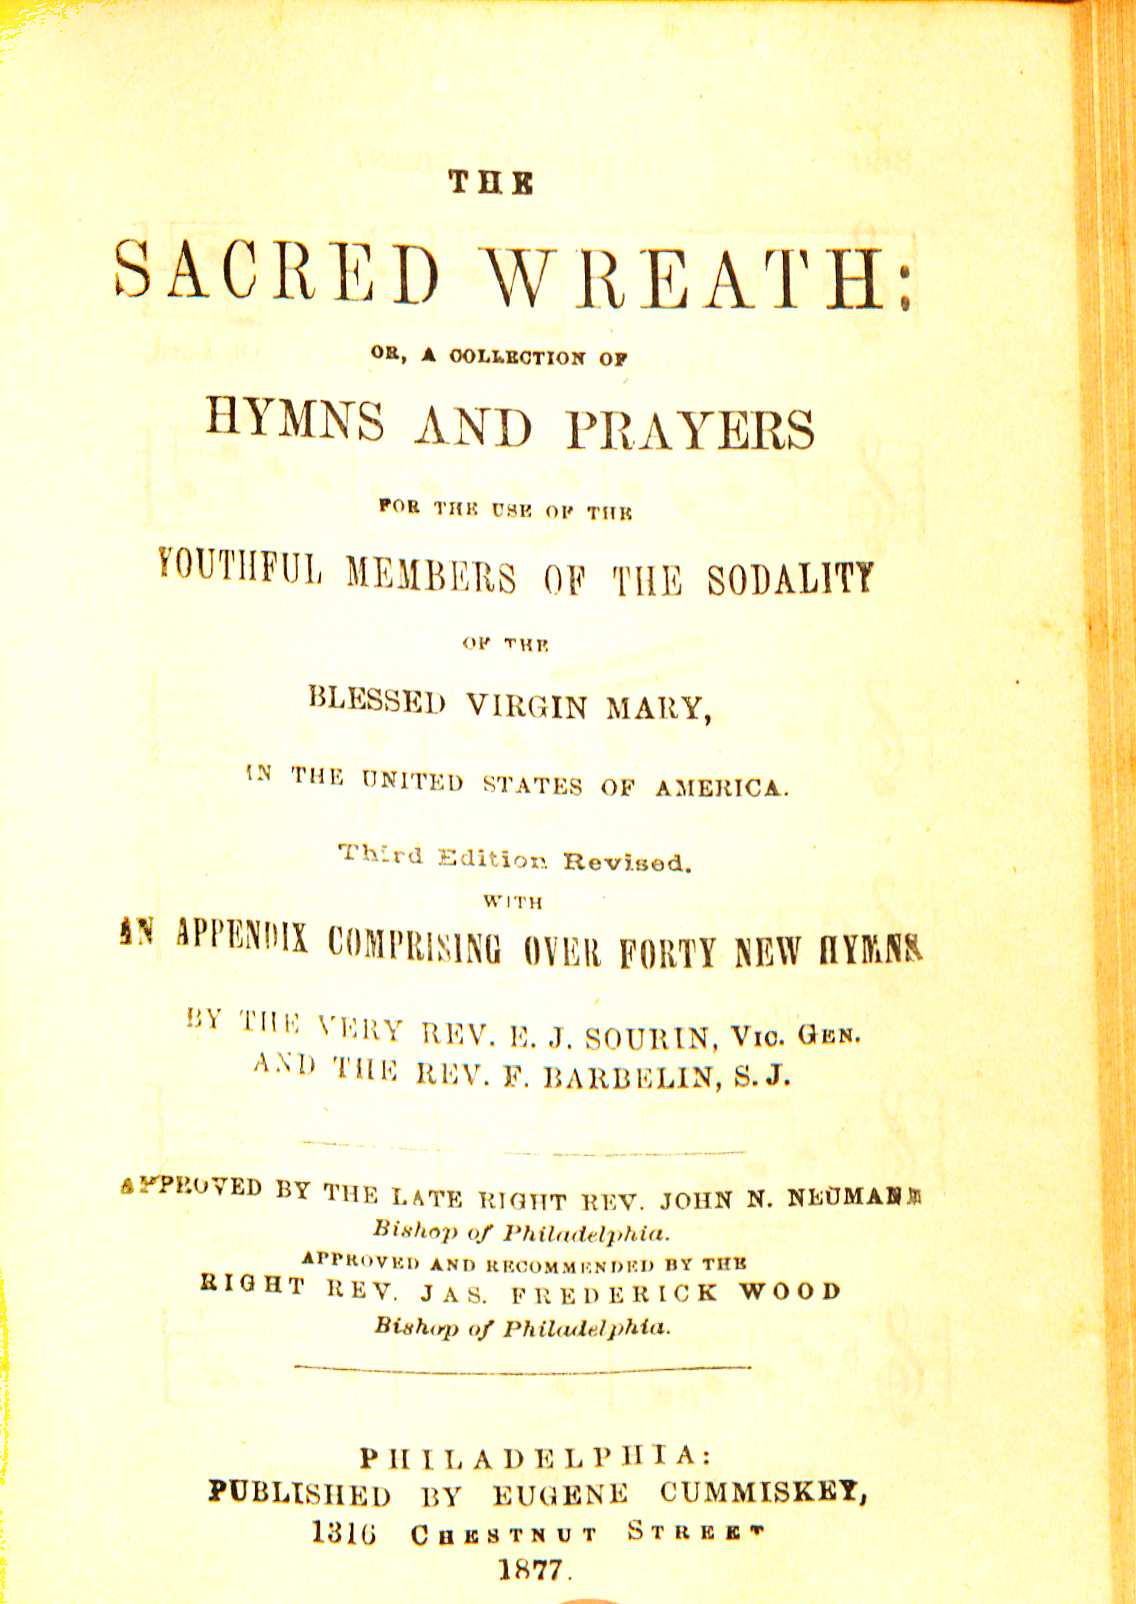 THE
SACRED WREATH:
OR, A COLLECTION OF
HYMNS AND PRAYERS
FOR THE USE OF THE
YOUTHFUL MEMBERS OF THE SODALITY
OF THE
BLESSED VIRGIN MARY,
IN THE UNITED STATES OF AMERICA.
Third Edition Revised.
WITH
AN APPENDIX COMPRISING OVER FORTY NEW HYMNS
BY THE VERY REV. E. J. SOURIN, VIC. GEN.
AND THE REV. F. BARBELIN, S. J.
APPROVED BY THE LATE RIGHT REV. JOHN N. NEUMANN
Bishop of Philadelphia.
APPROVED AND RECOMMENDED BY THE
RIGHT REV. JAS. FREDERICK WOOD
Bishop of Philadelphia.
PHILADELPHIA:
PUBLISHED BY EUGENE CUMMISKEY,
1316 CHESTNUT STREET
1877.